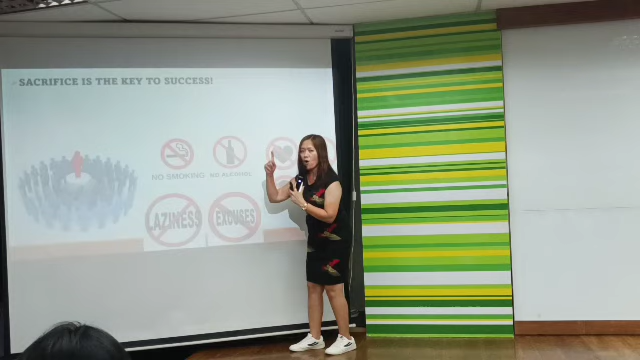 SACRIFICE IS THE KEY TO SUCCESS!
NO SMOKING
NO ALCOHOL
LAZINESS
EXCUSES